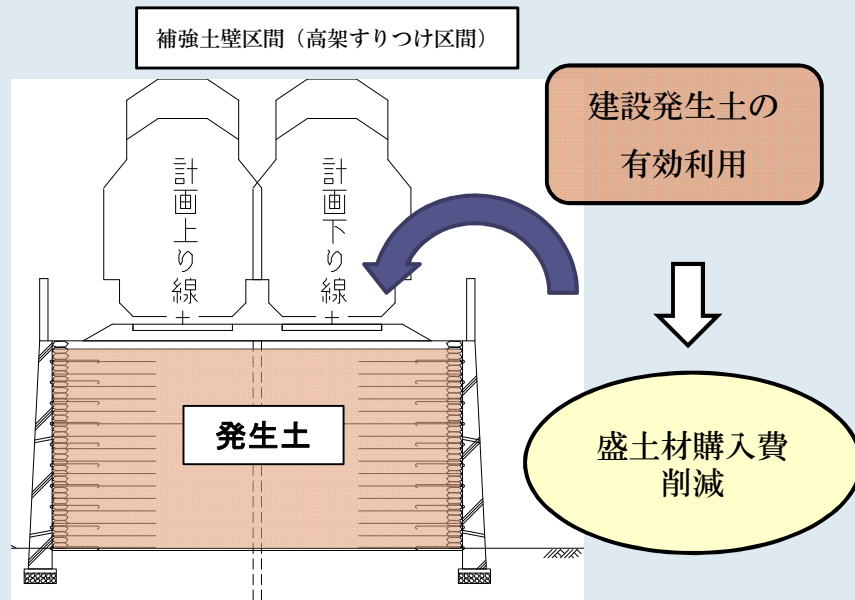 補強土壁区間（高架すりつけ区間）
建設発生土の
有効利用
計画上り線
計画下り線
発生土
盛土材購入費
削減